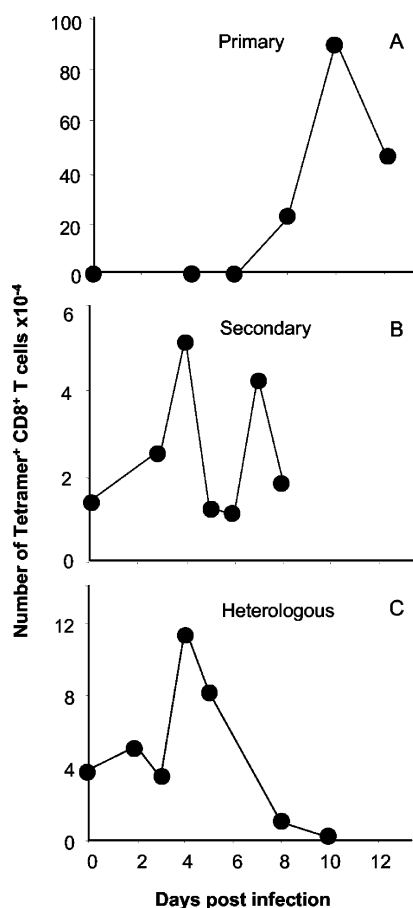 100
Primary A
80
60
40
20
0
Number of Tetramer⁺ CD8⁺ T cells x10⁻⁴
6
Secondary B
4
2
0
12
Heterologous C
8
4
0
0 2 4 6 8 10 12
Days post infection